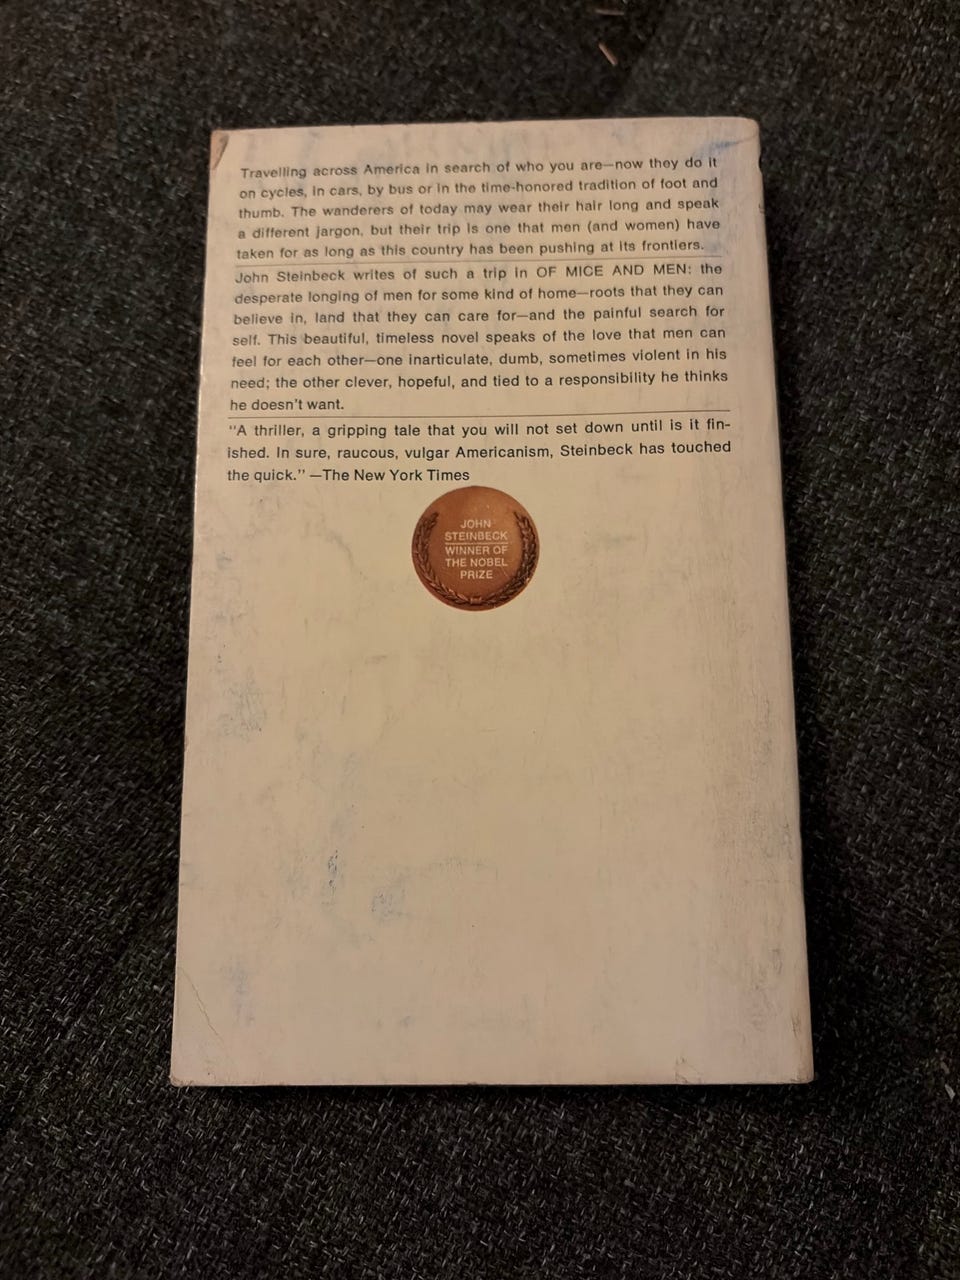 Travelling across America in search of who you are—now they do it
on cycles, in cars, by bus or in the time-honored tradition of foot and
thumb. The wanderers of today may wear their hair long and speak
a different jargon, but their trip is one that men (and women) have
taken for as long as this country has been pushing at its frontiers.
John Steinbeck writes of such a trip in OF MICE AND MEN: the
desperate longing of men for some kind of home—roots that they can
believe in, land that they can care for—and the painful search for
self. This beautiful, timeless novel speaks of the love that men can
feel for each other—one inarticulate, dumb, sometimes violent in his
need; the other clever, hopeful, and tied to a responsibility he thinks
he doesn't want.
"A thriller, a gripping tale that you will not set down until is it fin-
ished. In sure, raucous, vulgar Americanism, Steinbeck has touched
the quick." —The New York Times
JOHN
STEINBECK
WINNER OF
THE NOBEL
PRIZE